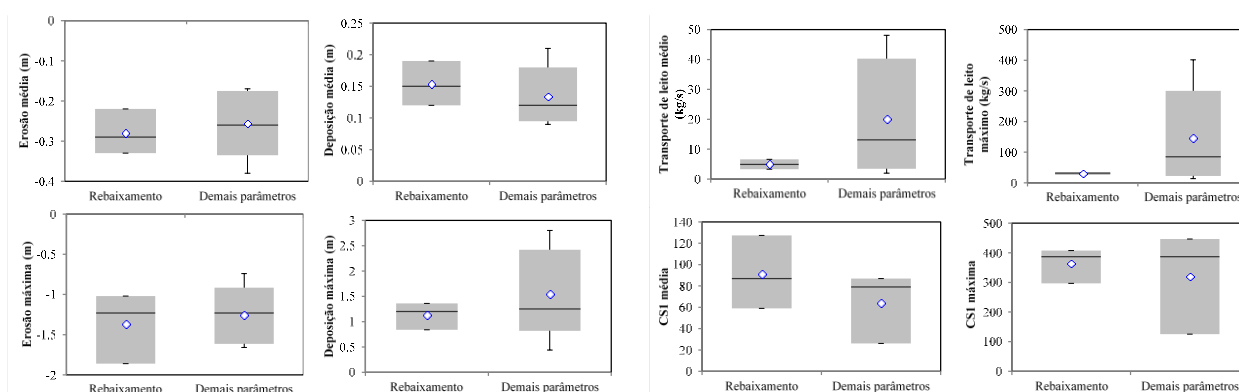 Erosão média (m)
0
-0.1
-0.2
-0.3
-0.4
Rebaixamento Demais parâmetros
Deposição média (m)
0.25
0.2
0.15
0.1
0.05
0
Rebaixamento Demais parâmetros
Transporte de leito médio
(kg/s)
50
40
30
20
10
0
Rebaixamento Demais parâmetros
Transporte de leito
máximo (kg/s)
500
400
300
200
100
0
Rebaixamento Demais parâmetros
Erosão máxima (m)
0
-0.5
-1
-1.5
-2
Rebaixamento Demais parâmetros
Deposição máxima (m)
3
2.5
2
1.5
1
0.5
0
Rebaixamento Demais parâmetros
CS1 média
140
120
100
80
60
40
20
0
Rebaixamento Demais parâmetros
CS1 máxima
500
400
300
200
100
0
Rebaixamento Demais parâmetros